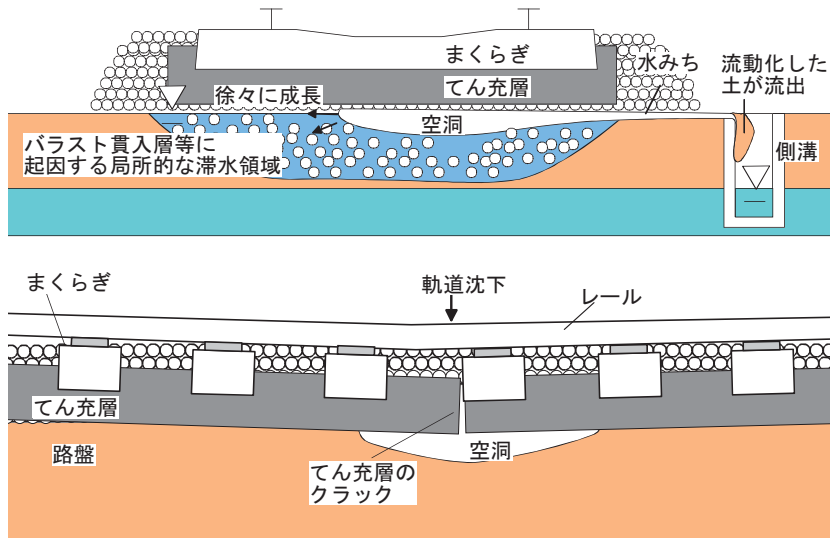 まくらぎ
てん充層
水みち
流動化した
土が流出
徐々に成長
空洞
バラスト貫入層等に
起因する局所的な滞水領域
側溝
まくらぎ
軌道沈下
レール
てん充層
路盤
空洞
てん充層の
クラック